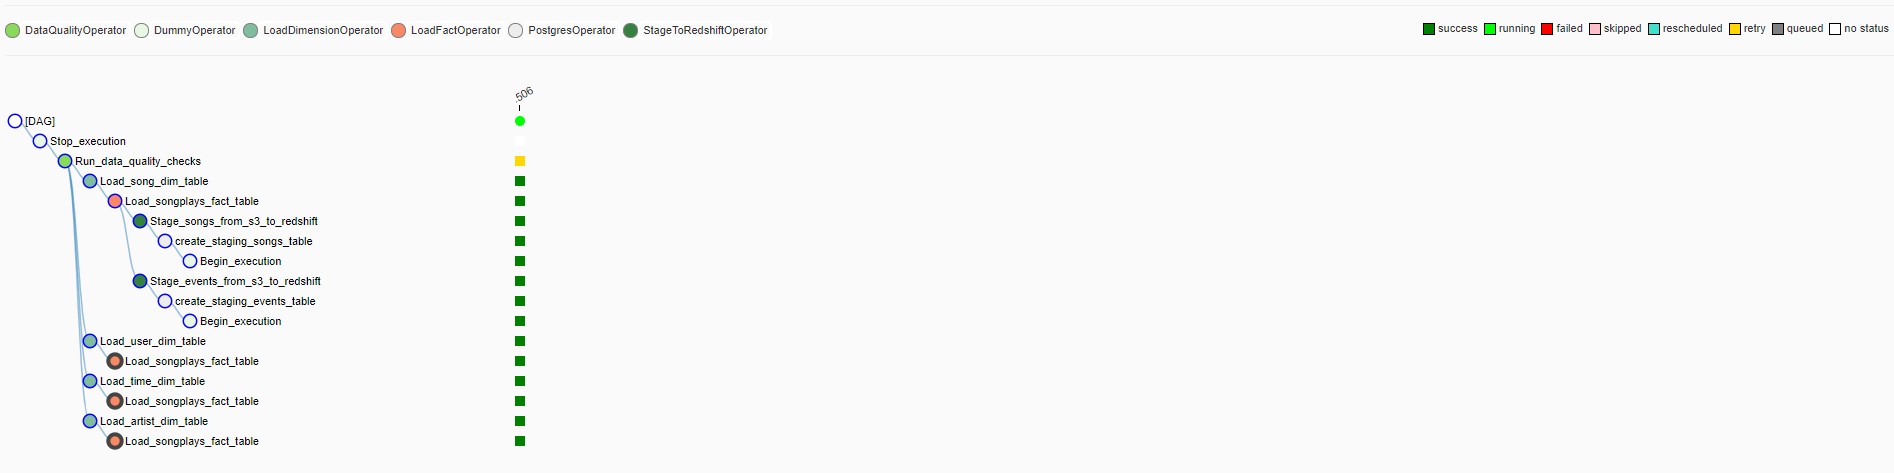 DataQualityOperator DummyOperator LoadDimensionOperator LoadFactOperator PostgresOperator StageToRedshiftOperator success running failed skipped rescheduled retry queued no status
.506
[DAG]
Stop_execution
Run_data_quality_checks
Load_song_dim_table
Load_songplays_fact_table
Stage_songs_from_s3_to_redshift
create_staging_songs_table
Begin_execution
Stage_events_from_s3_to_redshift
create_staging_events_table
Begin_execution
Load_user_dim_table
Load_songplays_fact_table
Load_time_dim_table
Load_songplays_fact_table
Load_artist_dim_table
Load_songplays_fact_table